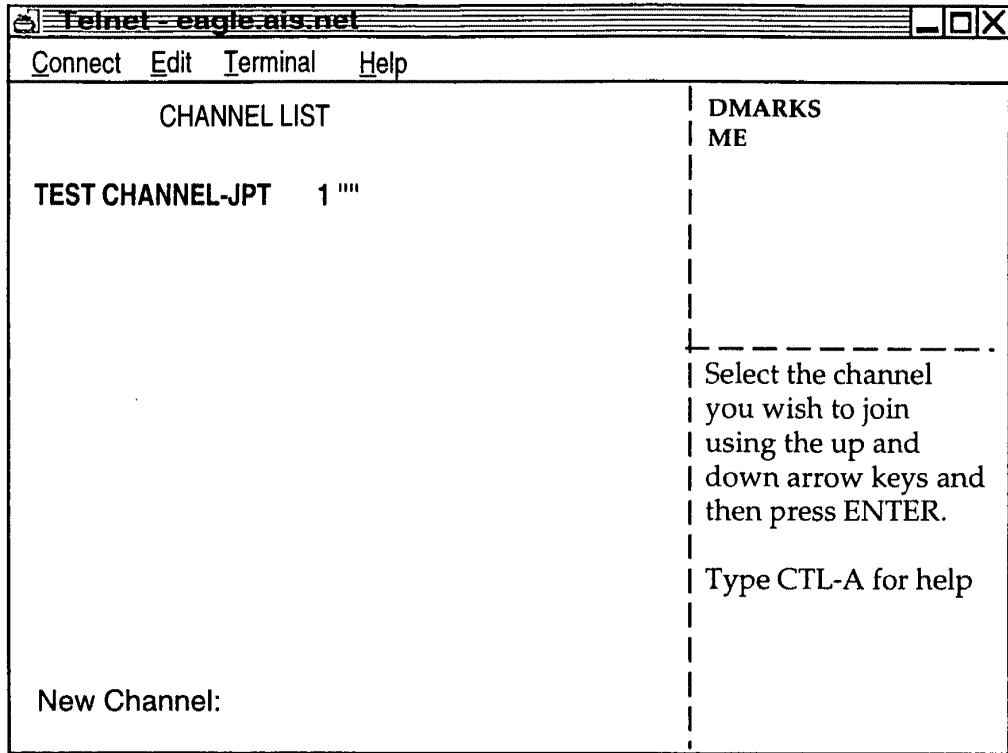 Telnet - eagle.ais.net
Connect Edit Terminal Help
CHANNEL LIST
TEST CHANNEL-JPT 1 ""
New Channel:
DMARKS
ME
Select the channel
you wish to join
using the up and
down arrow keys and
then press ENTER.
Type CTL-A for help